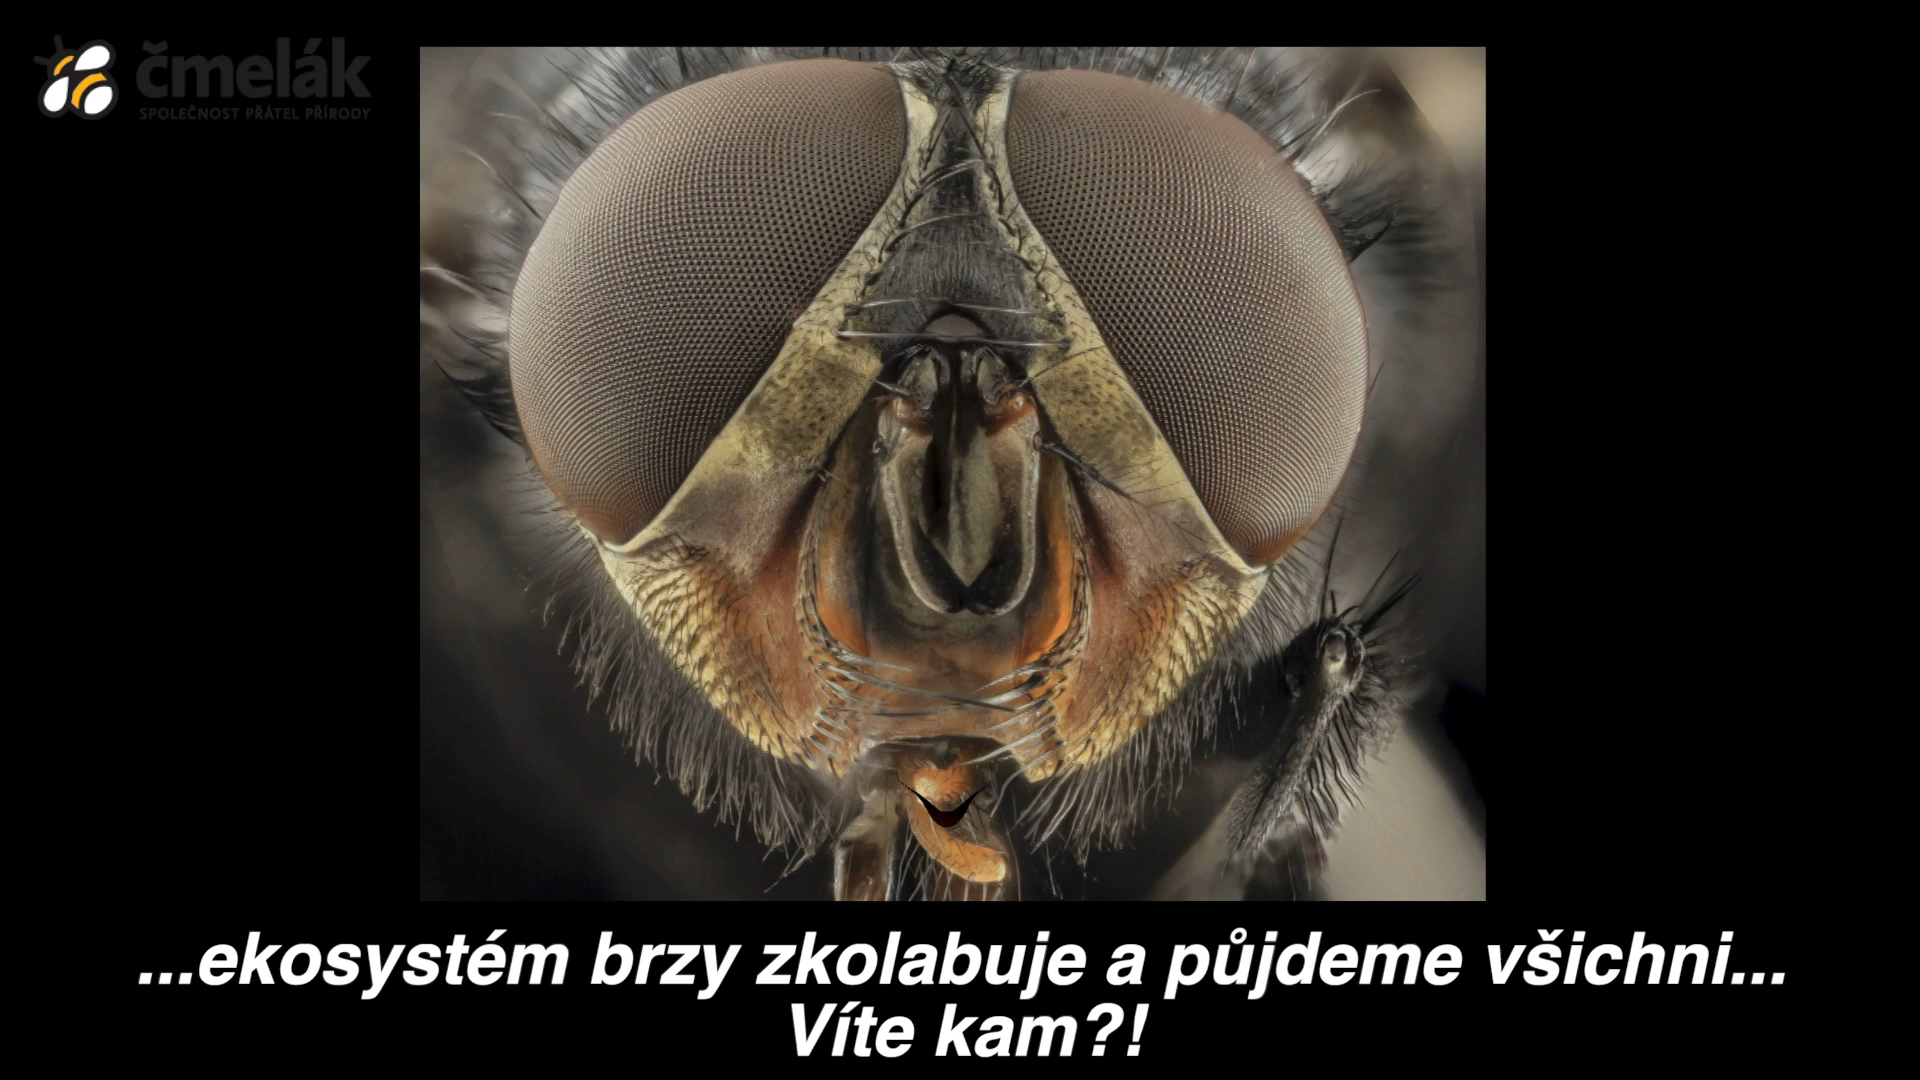 čmelák
SPOLEČNOST PŘÁTEL PŘÍRODY
...ekosystém brzy zkolabuje a půjdeme všichni...
Víte kam?!